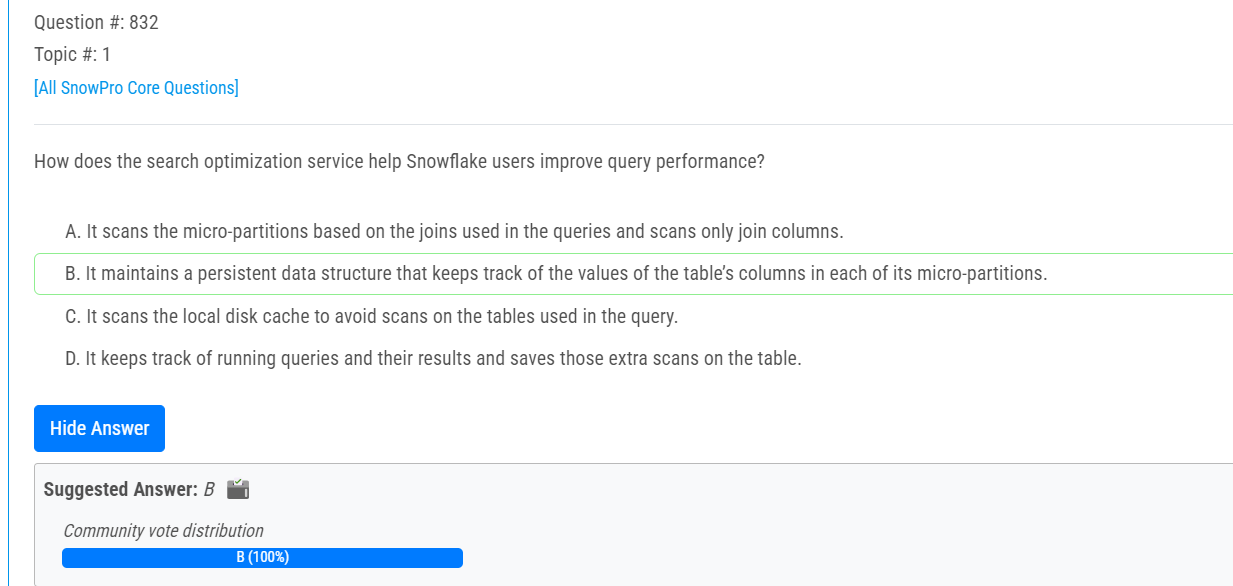 Question #: 832
Topic #: 1
[All SnowPro Core Questions]
How does the search optimization service help Snowflake users improve query performance?
A. It scans the micro-partitions based on the joins used in the queries and scans only join columns.
B. It maintains a persistent data structure that keeps track of the values of the table’s columns in each of its micro-partitions.
C. It scans the local disk cache to avoid scans on the tables used in the query.
D. It keeps track of running queries and their results and saves those extra scans on the table.
Hide Answer
Suggested Answer: B
Community vote distribution
B (100%)